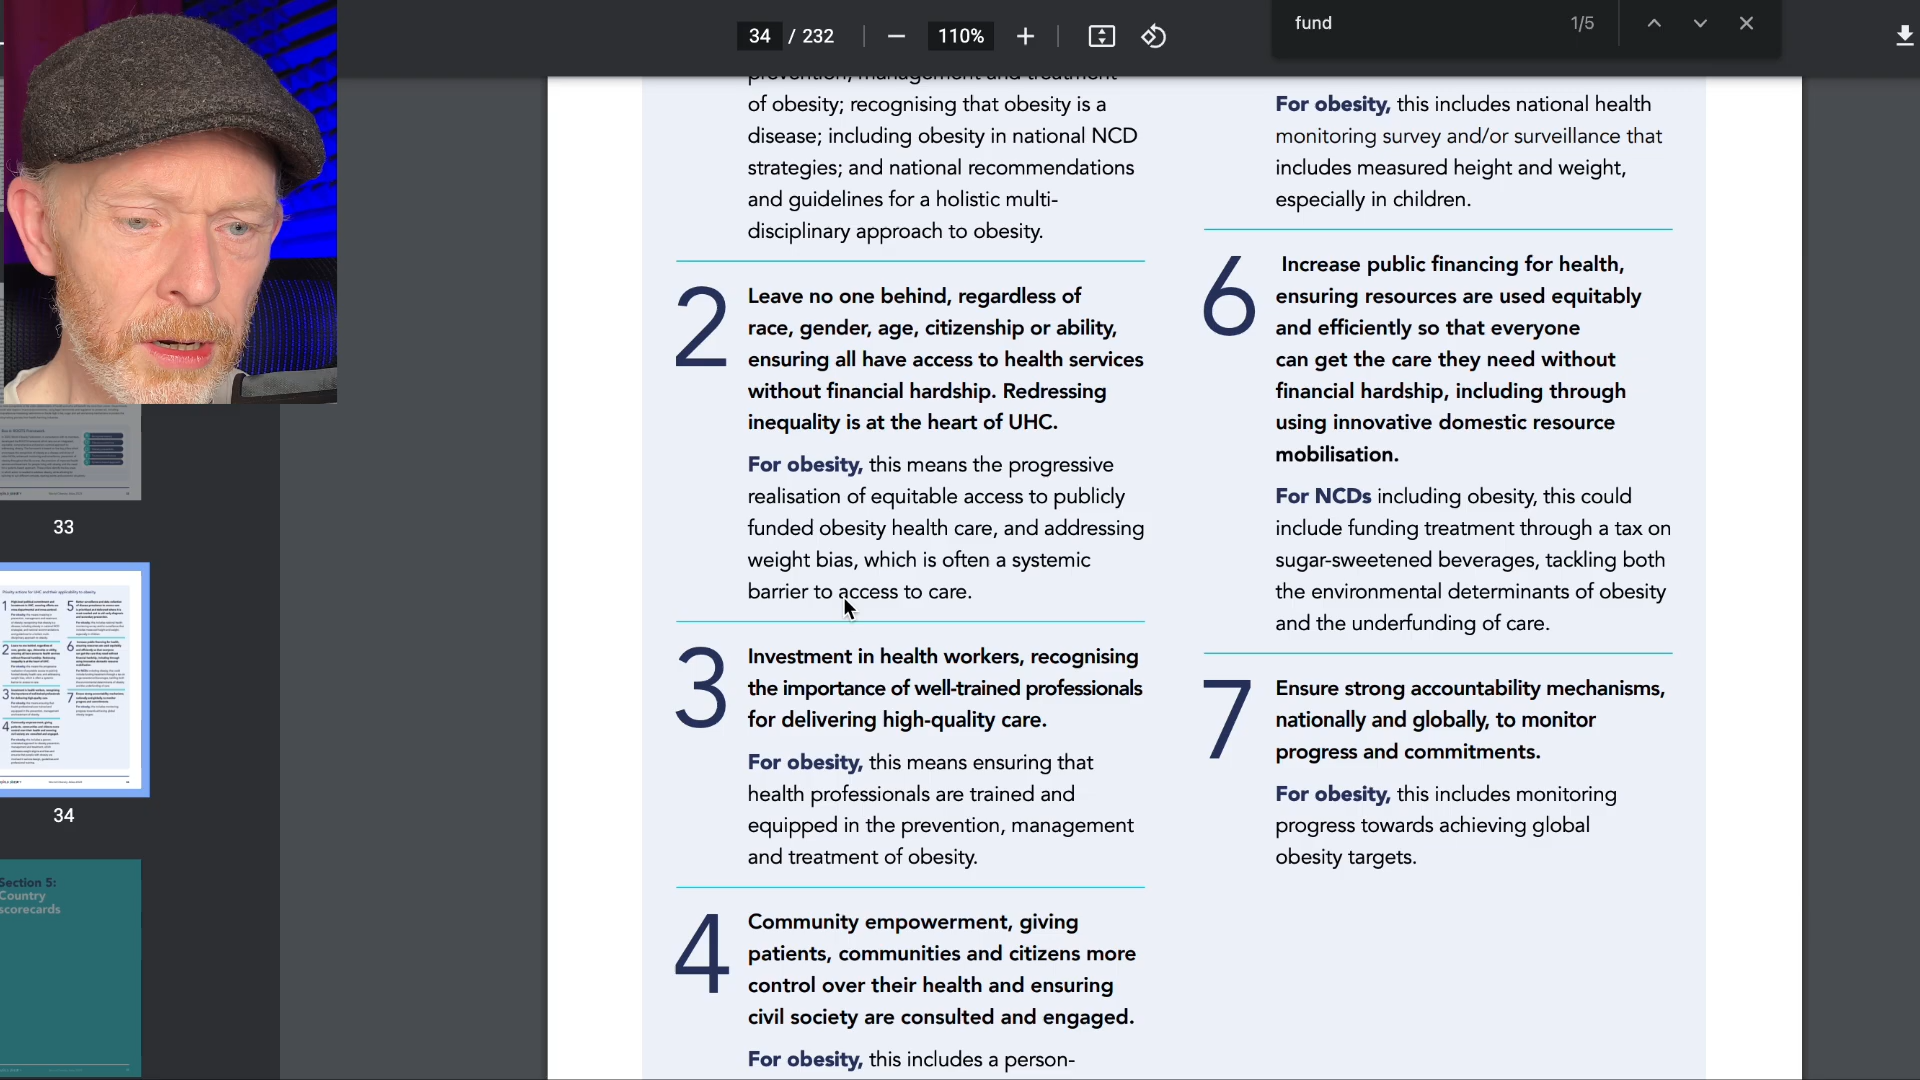 34 / 232
110%
fund
1/5
of obesity; recognising that obesity is a
disease; including obesity in national NCD
strategies; and national recommendations
and guidelines for a holistic multi-
disciplinary approach to obesity.
2
Leave no one behind, regardless of
race, gender, age, citizenship or ability,
ensuring all have access to health services
without financial hardship. Redressing
inequality is at the heart of UHC.
For obesity, this means the progressive
realisation of equitable access to publicly
funded obesity health care, and addressing
weight bias, which is often a systemic
barrier to access to care.
3
Investment in health workers, recognising
the importance of well-trained professionals
for delivering high-quality care.
For obesity, this means ensuring that
health professionals are trained and
equipped in the prevention, management
and treatment of obesity.
4
Community empowerment, giving
patients, communities and citizens more
control over their health and ensuring
civil society are consulted and engaged.
For obesity, this includes a person-
For obesity, this includes national health
monitoring survey and/or surveillance that
includes measured height and weight,
especially in children.
6
Increase public financing for health,
ensuring resources are used equitably
and efficiently so that everyone
can get the care they need without
financial hardship, including through
using innovative domestic resource
mobilisation.
For NCDs including obesity, this could
include funding treatment through a tax on
sugar-sweetened beverages, tackling both
the environmental determinants of obesity
and the underfunding of care.
7
Ensure strong accountability mechanisms,
nationally and globally, to monitor
progress and commitments.
For obesity, this includes monitoring
progress towards achieving global
obesity targets.
33
34
Section 5:
Country
scorecards